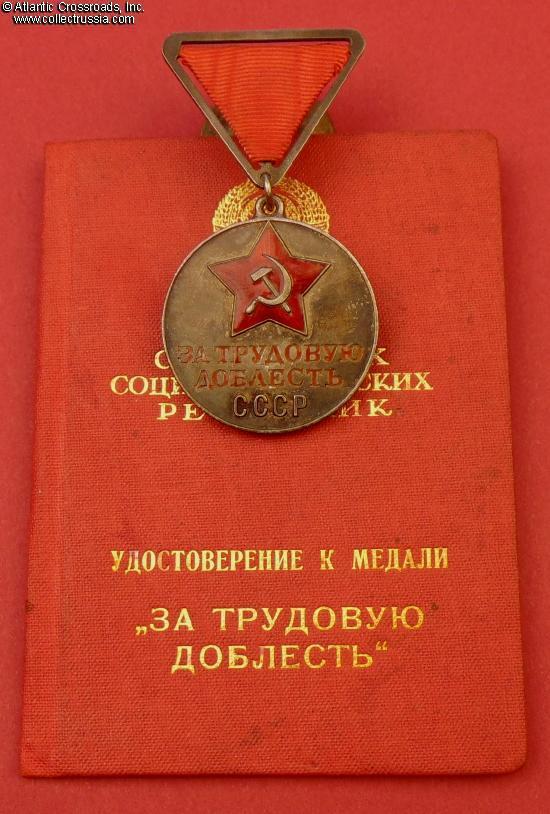 © Atlantic Crossroads, Inc.
www.collectrussia.com
ЗА ТРУДОВУЮ
ДОБЛЕСТЬ
СССР
УДОСТОВЕРЕНИЕ К МЕДАЛИ
„ЗА ТРУДОВУЮ
ДОБЛЕСТЬ“